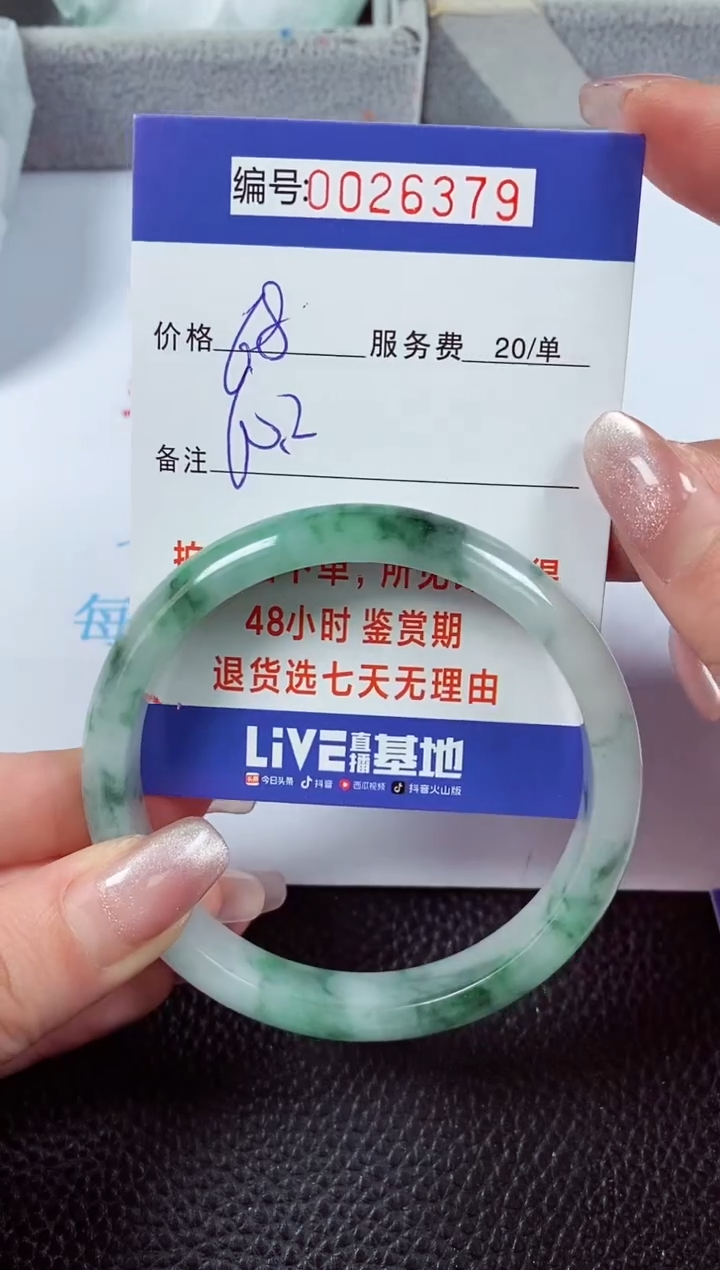 编号:0026379
价格 服务费 20/单
备注
48小时 鉴赏期
退货选七天无理由
LiVE直播基地
今日头条 抖音 西瓜视频 抖音火山版
每